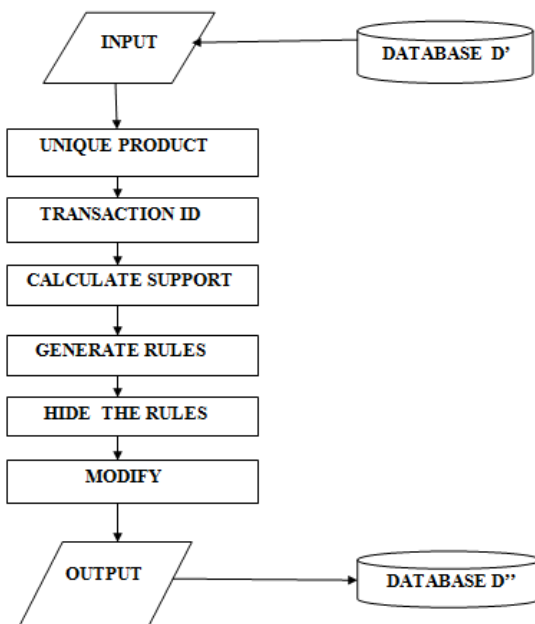 INPUT
DATABASE D’
UNIQUE PRODUCT
TRANSACTION ID
CALCULATE SUPPORT
GENERATE RULES
HIDE THE RULES
MODIFY
OUTPUT
DATABASE D’’